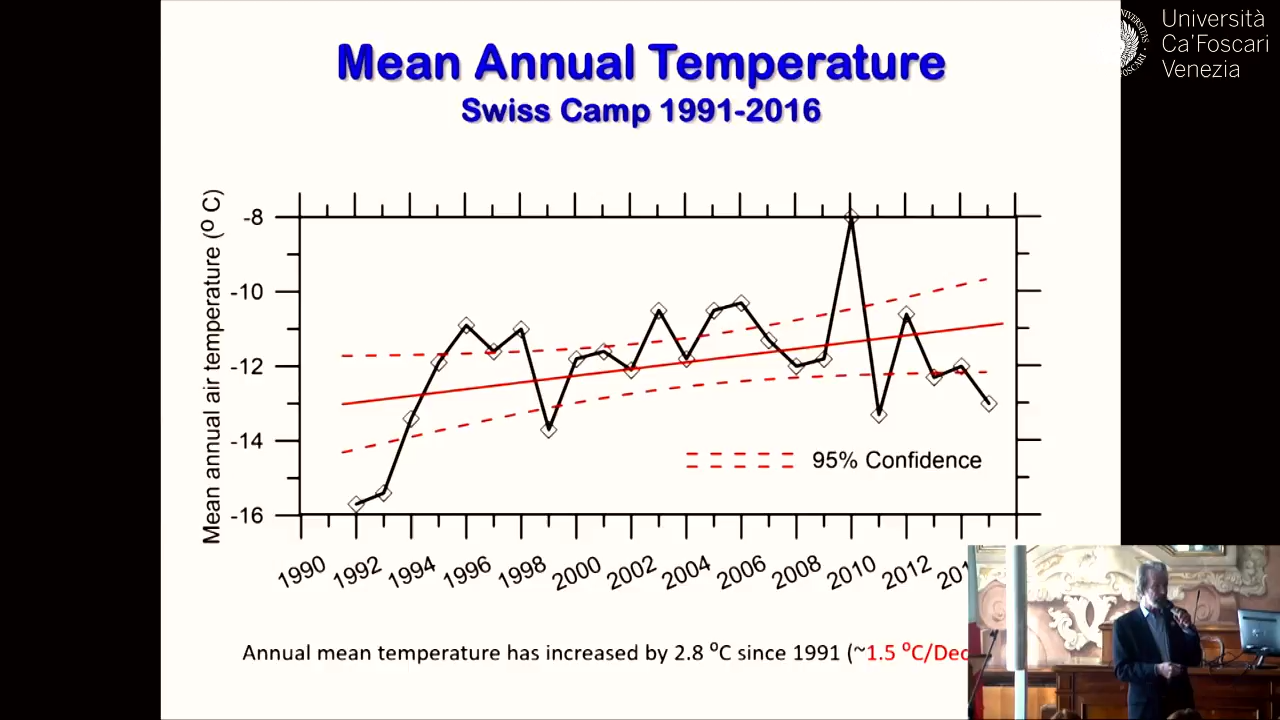 Mean Annual Temperature
Swiss Camp 1991-2016
Università
Ca'Foscari
Venezia
Mean annual air temperature (º C)
-8
-10
-12
-14
-16
95% Confidence
1990
1992
1994
1996
1998
2000
2002
2004
2006
2008
2010
2012
201
Annual mean temperature has increased by 2.8 ºC since 1991 (~1.5 ºC/Dec